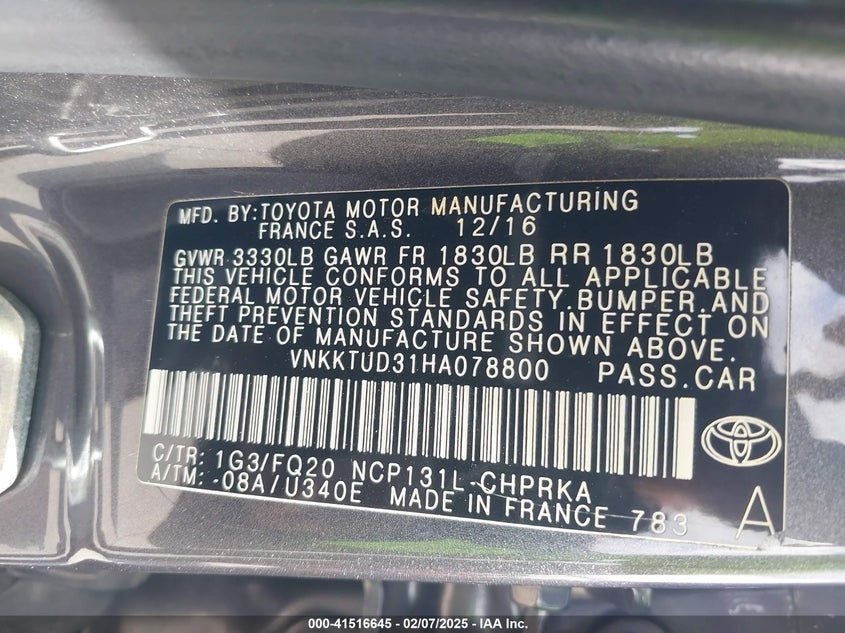 MFD. BY:TOYOTA MOTOR MANUFACTURING
FRANCE S.A.S. 12/16
GVWR 3330LB GAWR FR 1830LB RR 1830LB
THIS VEHICLE CONFORMS TO ALL APPLICABLE
FEDERAL MOTOR VEHICLE SAFETY,BUMPER,AND
THEFT PREVENTION STANDARDS IN EFFECT ON
THE DATE OF MANUFACTURE SHOWN ABOVE.
VNKKTUD31HA078800 PASS.CAR
C/TR: 1G3/FQ20 NCP131L-CHPRKA
A/TM: -08A/U340E MADE IN FRANCE 783 A
000-41516645 - 02/07/2025 - IAA Inc.